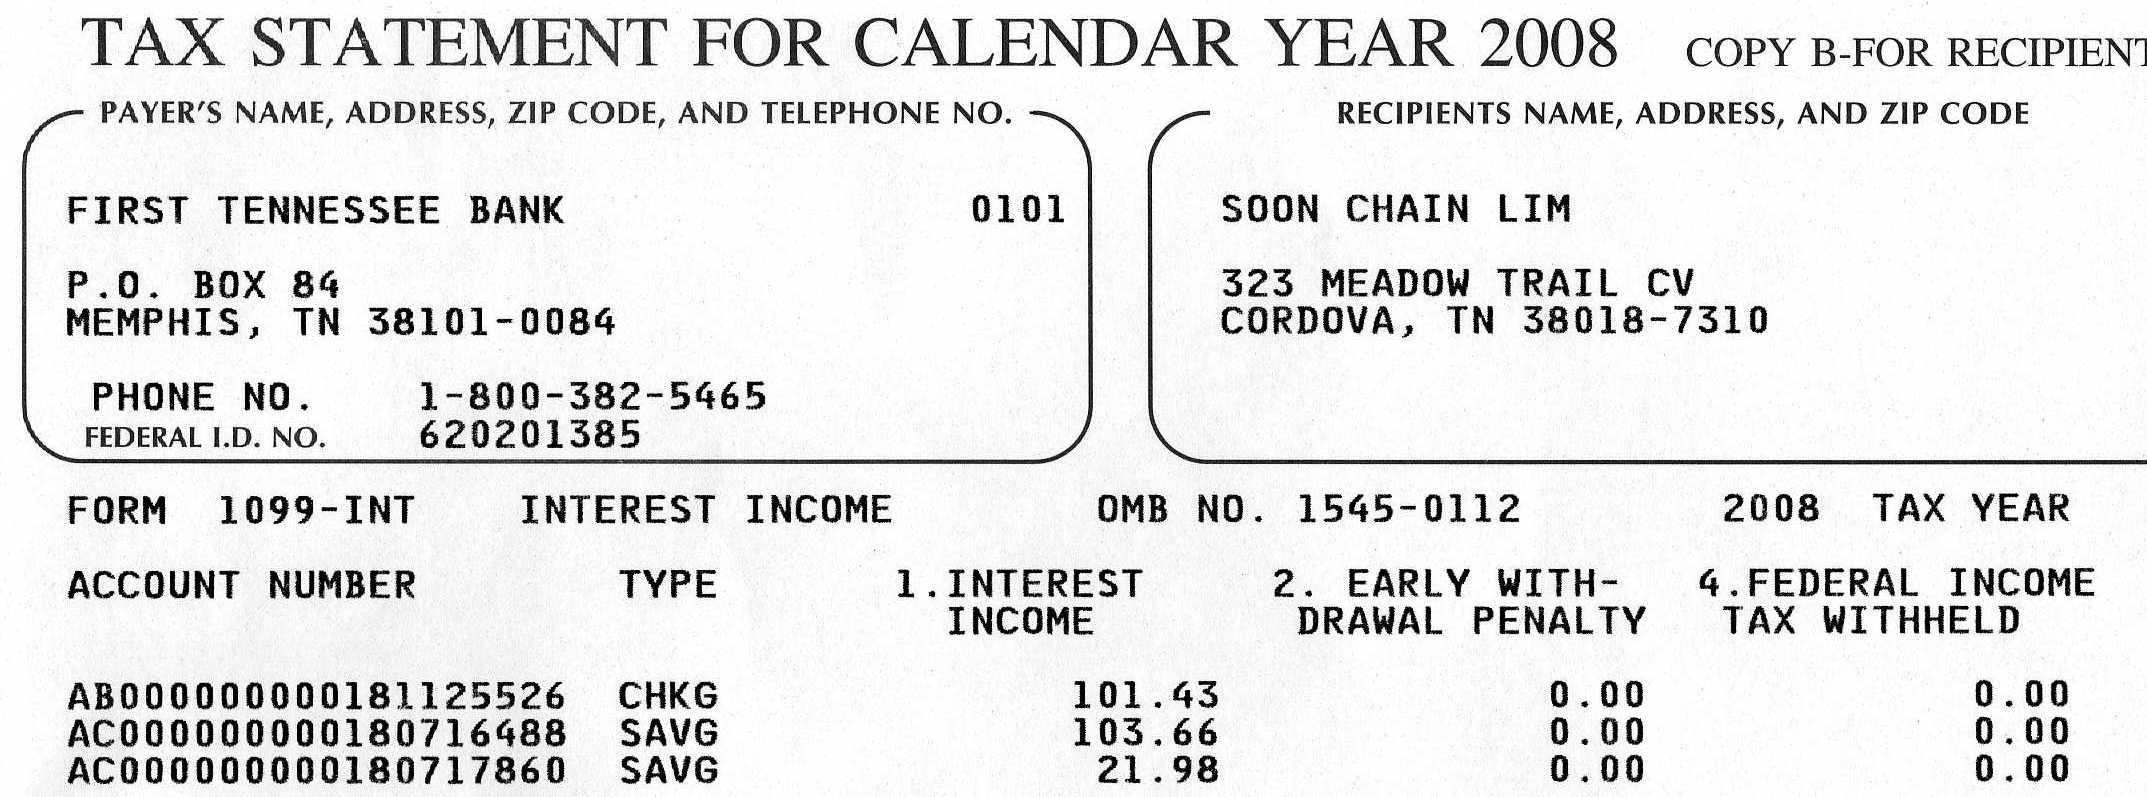 TAX STATEMENT FOR CALENDAR YEAR 2008 COPY B-FOR RECIPIENT
PAYER'S NAME, ADDRESS, ZIP CODE, AND TELEPHONE NO.
FIRST TENNESSEE BANK 0101
P.O. BOX 84
MEMPHIS, TN 38101-0084
PHONE NO. 1-800-382-5465
FEDERAL I.D. NO. 620201385
RECIPIENTS NAME, ADDRESS, AND ZIP CODE
SOON CHAIN LIM
323 MEADOW TRAIL CV
CORDOVA, TN 38018-7310
FORM 1099-INT INTEREST INCOME OMB NO. 1545-0112 2008 TAX YEAR
ACCOUNT NUMBER TYPE 1.INTEREST 2. EARLY WITH- 4.FEDERAL INCOME
INCOME DRAWAL PENALTY TAX WITHHELD
AB0000000000181125526 CHKG 101.43 0.00 0.00
AC0000000000180716488 SAVG 103.66 0.00 0.00
AC0000000000180717860 SAVG 21.98 0.00 0.00